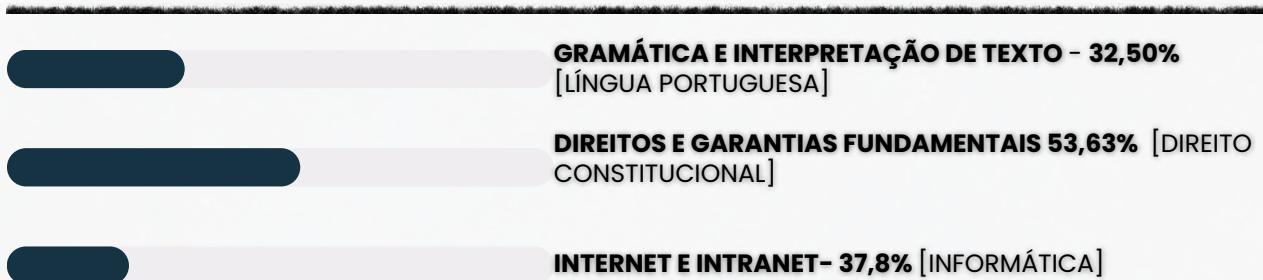 GRAMÁTICA E INTERPRETAÇÃO DE TEXTO - 32,50%
[LÍNGUA PORTUGUESA]
DIREITOS E GARANTIAS FUNDAMENTAIS 53,63% [DIREITO
CONSTITUCIONAL]
INTERNET E INTRANET- 37,8% [INFORMÁTICA]